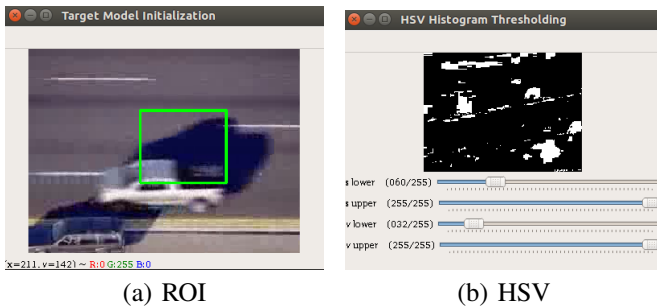 Target Model Initialization
(x=211, y=142) ~ R:0 G:255 B:0
(a) ROI
HSV Histogram Thresholding
s lower (060/255)
s upper (255/255)
v lower (032/255)
v upper (255/255)
(b) HSV